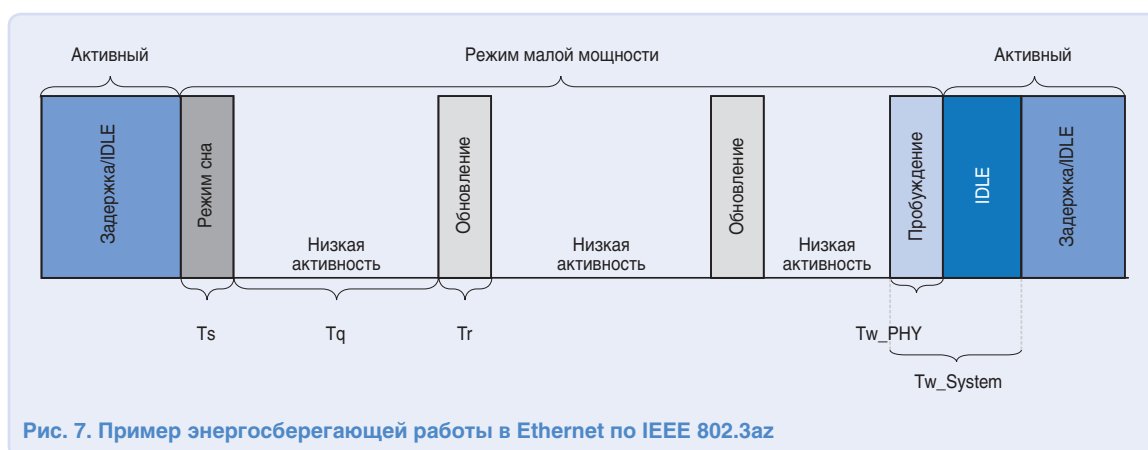 Активный
Режим малой мощности
Активный
Задержка/IDLE
Режим сна
Низкая
активность
Обновление
Низкая
активность
Обновление
Низкая
активность
Пробуждение
IDLE
Задержка/IDLE
Ts
Tq
Tr
Tw_PHY
Tw_System
Рис. 7. Пример энергосберегающей работы в Ethernet по IEEE 802.3az